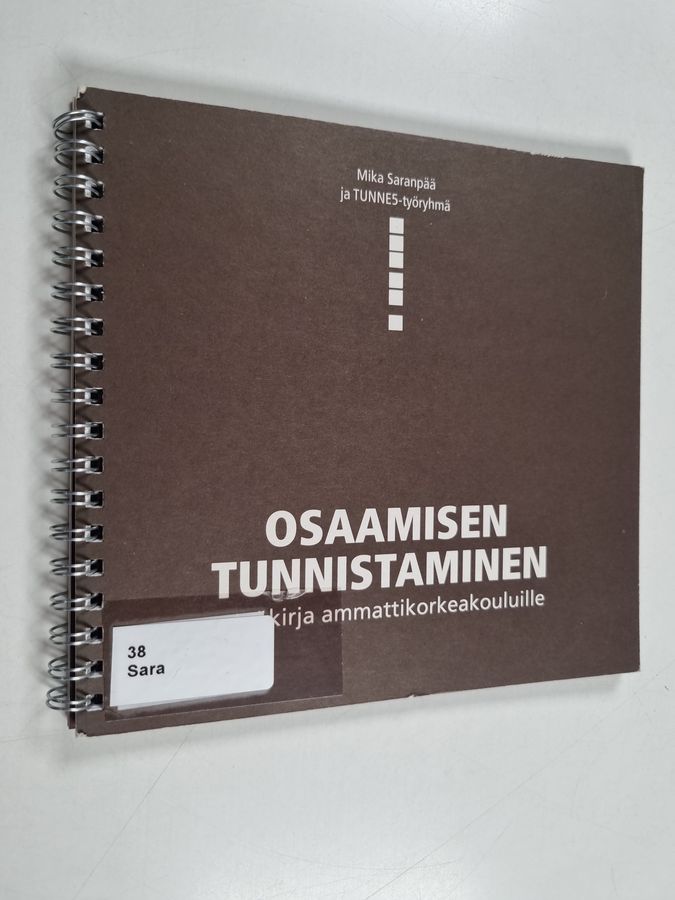 Mika Saranpää
ja TUNNE5-työryhmä
OSAAMISEN
TUNNISTAMINEN
kirja ammattikorkeakouluille
38
Sara